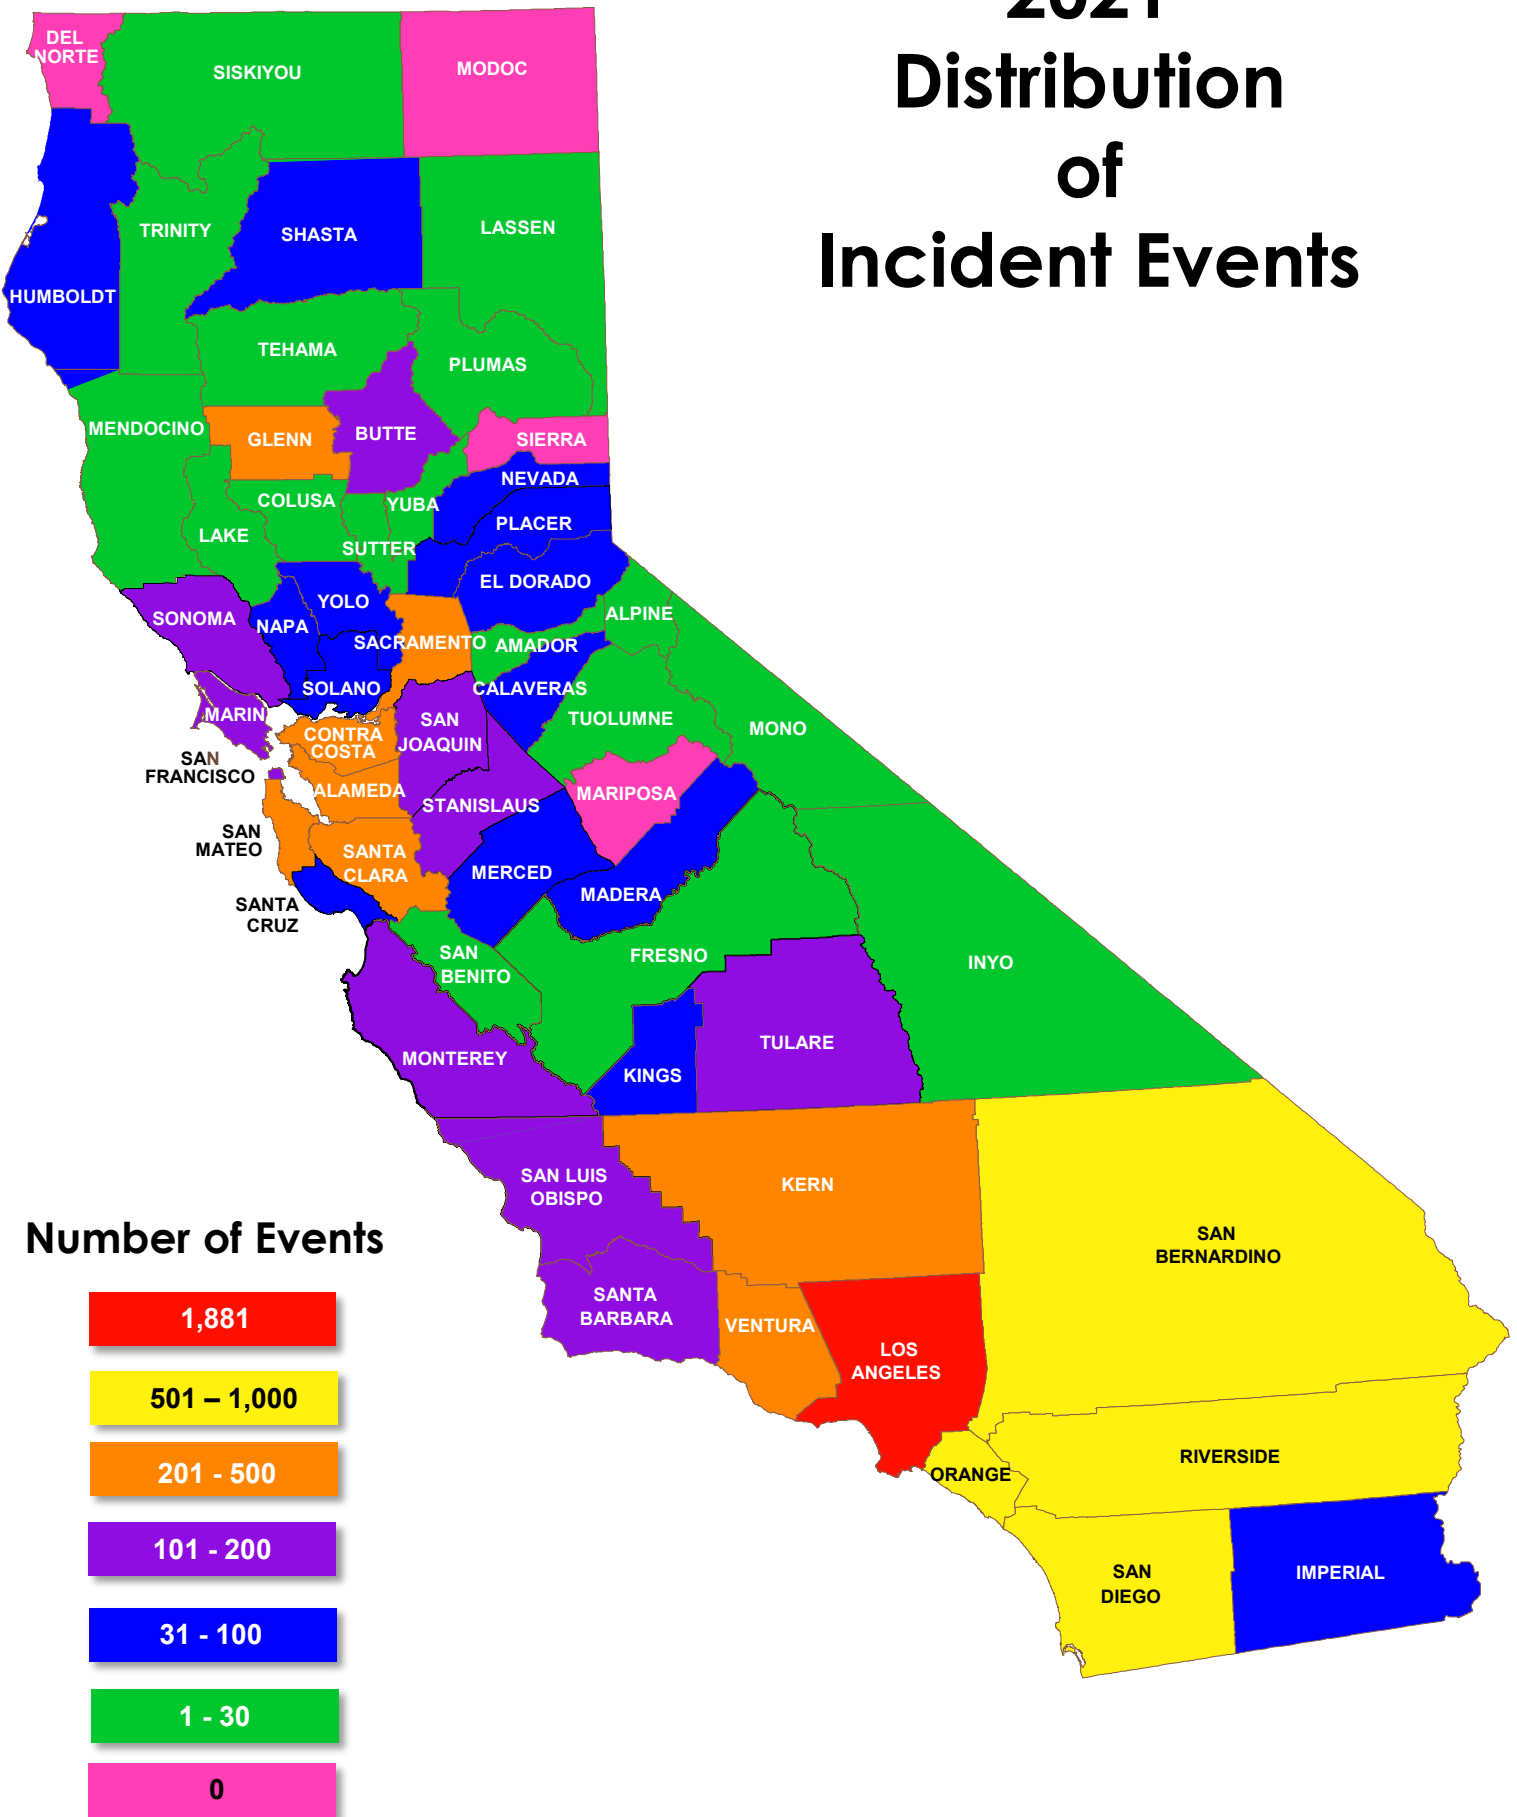 2021
Distribution
of
Incident Events
DEL
NORTE
SISKIYOU
MODOC
TRINITY
SHASTA
LASSEN
HUMBOLDT
TEHAMA
PLUMAS
MENDOCINO
GLENN
BUTTE
SIERRA
NEVADA
COLUSA
YUBA
PLACER
LAKE
SUTTER
EL DORADO
YOLO
ALPINE
SONOMA
NAPA
SACRAMENTO
AMADOR
SOLANO
CALAVERAS
MARIN
SAN
JOAQUIN
TUOLUMNE
MONO
CONTRA
COSTA
SAN
FRANCISCO
ALAMEDA
STANISLAUS
MARIPOSA
SAN
MATEO
SANTA
CLARA
MERCED
MADERA
SANTA
CRUZ
SAN
BENITO
FRESNO
INYO
MONTEREY
KINGS
TULARE
SAN LUIS
OBISPO
KERN
SAN
BERNARDINO
SANTA
BARBARA
VENTURA
LOS
ANGELES
ORANGE
RIVERSIDE
SAN
DIEGO
IMPERIAL
Number of Events
1,881
501 – 1,000
201 - 500
101 - 200
31 - 100
1 - 30
0